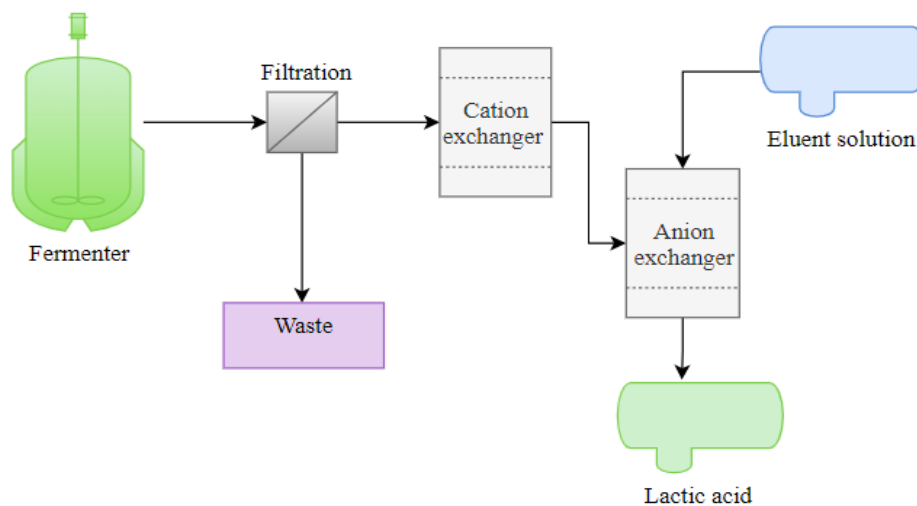 Filtration
Cation
exchanger
Eluent solution
Fermenter
Anion
exchanger
Waste
Lactic acid